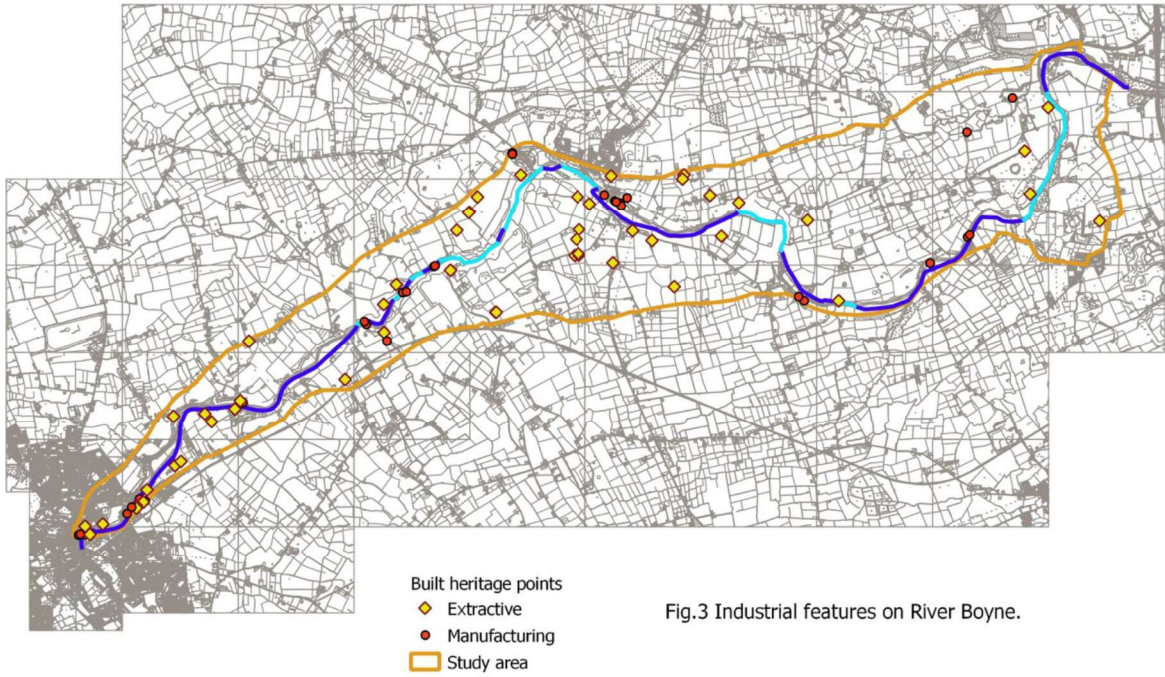 Built heritage points
Extractive
Manufacturing
Study area
Fig.3 Industrial features on River Boyne.